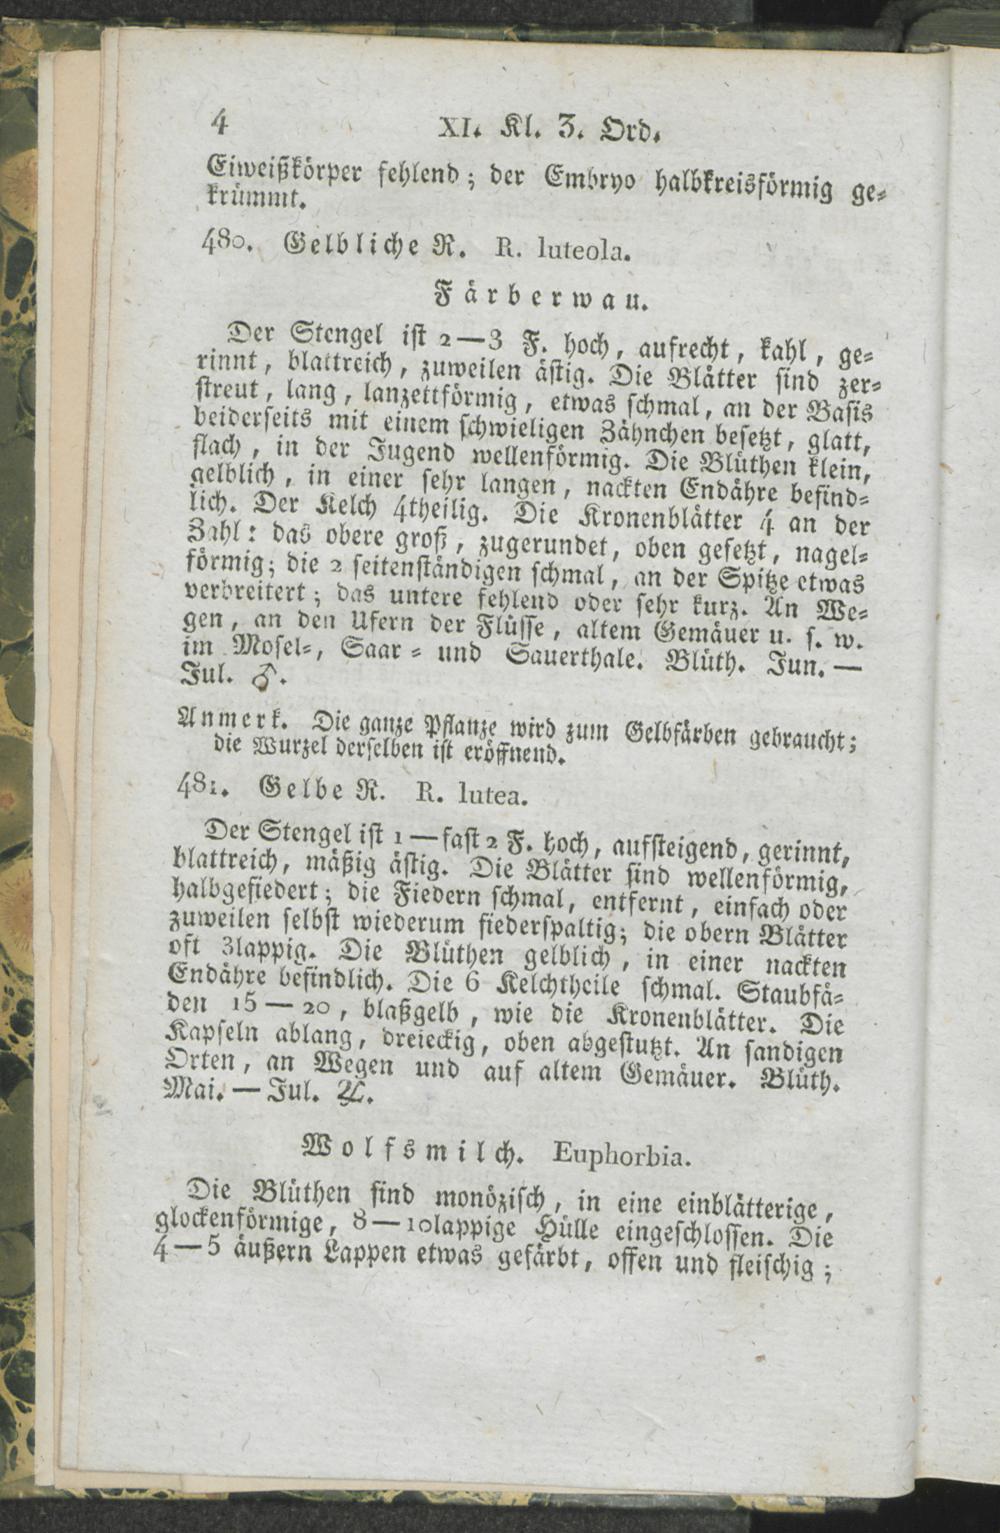 4 XI. Kl. 3. Ord.
Eiweißkörper fehlend; der Embryo halbkreisförmig ge-
krümmt.
480. Gelbliche R. R. luteola.
Färberwau.
Der Stengel ist 2—3 F. hoch, aufrecht, kahl, ge-
rinnt, blattreich, zuweilen ästig. Die Blätter sind zer-
streut, lang, lanzettförmig, etwas schmal, an der Basis
beiderseits mit einem schwieligen Zähnchen besetzt, glatt,
flach, in der Jugend wellenförmig. Die Blüthen klein,
gelblich, in einer sehr langen, nackten Endähre befind-
lich. Der Kelch 4theilig. Die Kronenblätter 4 an der
Zahl: das obere groß, zugerundet, oben gesetzt, nagel-
förmig; die 2 seitenständigen schmal, an der Spitze etwas
verbreitert; das untere fehlend oder sehr kurz. An We-
gen, an den Ufern der Flüsse, altem Gemäuer u. s. w.
im Mosel-, Saar- und Sauerthale. Blüth. Jun. —
Jul. ♂.
Anmerk. Die ganze Pflanze wird zum Gelbfärben gebraucht;
die Wurzel derselben ist eröffnend.
481. Gelbe R. R. lutea.
Der Stengel ist 1 — fast 2 F. hoch, aufsteigend, gerinnt,
blattreich, mäßig ästig. Die Blätter sind wellenförmig,
halbgefiedert; die Fiedern schmal, entfernt, einfach oder
zuweilen selbst wiederum fiederspaltig; die obern Blätter
oft 3lappig. Die Blüthen gelblich, in einer nackten
Endähre befindlich. Die 6 Kelchtheile schmal. Staubfä-
den 15 — 20, blaßgelb, wie die Kronenblätter. Die
Kapseln ablang, dreieckig, oben abgestutzt. An sandigen
Orten, an Wegen und auf altem Gemäuer. Blüth.
Mai. — Jul. ♃.
Wolfsmilch. Euphorbia.
Die Blüthen sind monözisch, in eine einblätterige,
glockenförmige, 8—10lappige Hülle eingeschlossen. Die
4—5 äußern Lappen etwas gefärbt, offen und fleischig;